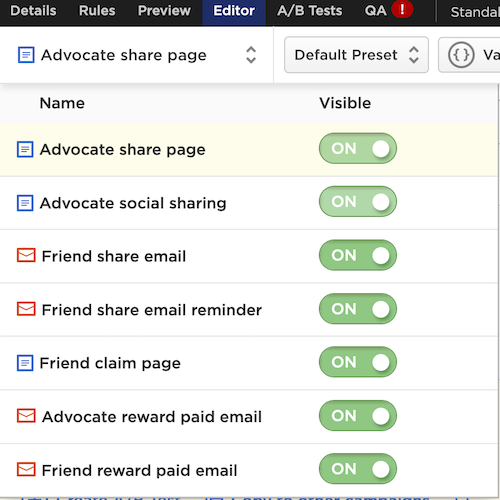 Details Rules Preview Editor A/B Tests QA ! Standal
Advocate share page Default Preset {} Va
Name Visible
Advocate share page ON
Advocate social sharing ON
Friend share email ON
Friend share email reminder ON
Friend claim page ON
Advocate reward paid email ON
Friend reward paid email ON